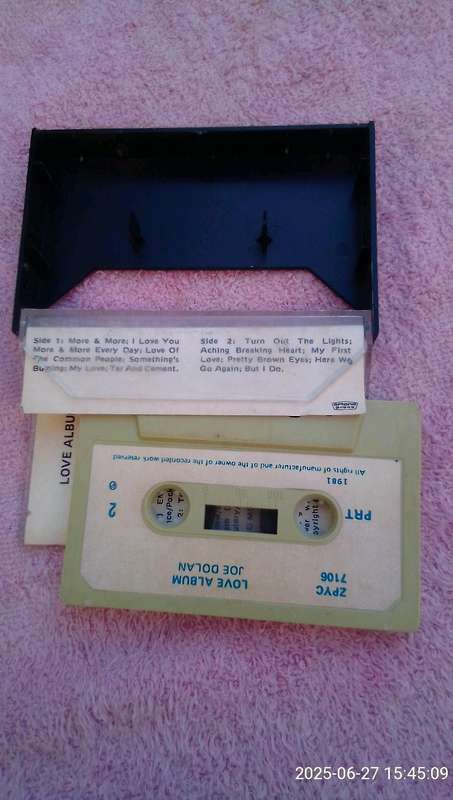 Side 1: More & More; I Love You
More & More Every Day; Love Of
The Common People; Something's
Burning; My Love; Tar And Cement.
Side 2: Turn Out The Lights;
Aching Breaking Heart; My First
Love; Pretty Brown Eyes; Here We
Go Again; But I Do.
LOVE ALBU
ZPYC
7106
LOVE ALBUM
JOE DOLAN
PRT
2
1981
All rights of manufacturer and of the owner of the recorded work reserved
2025-06-27 15:45:09